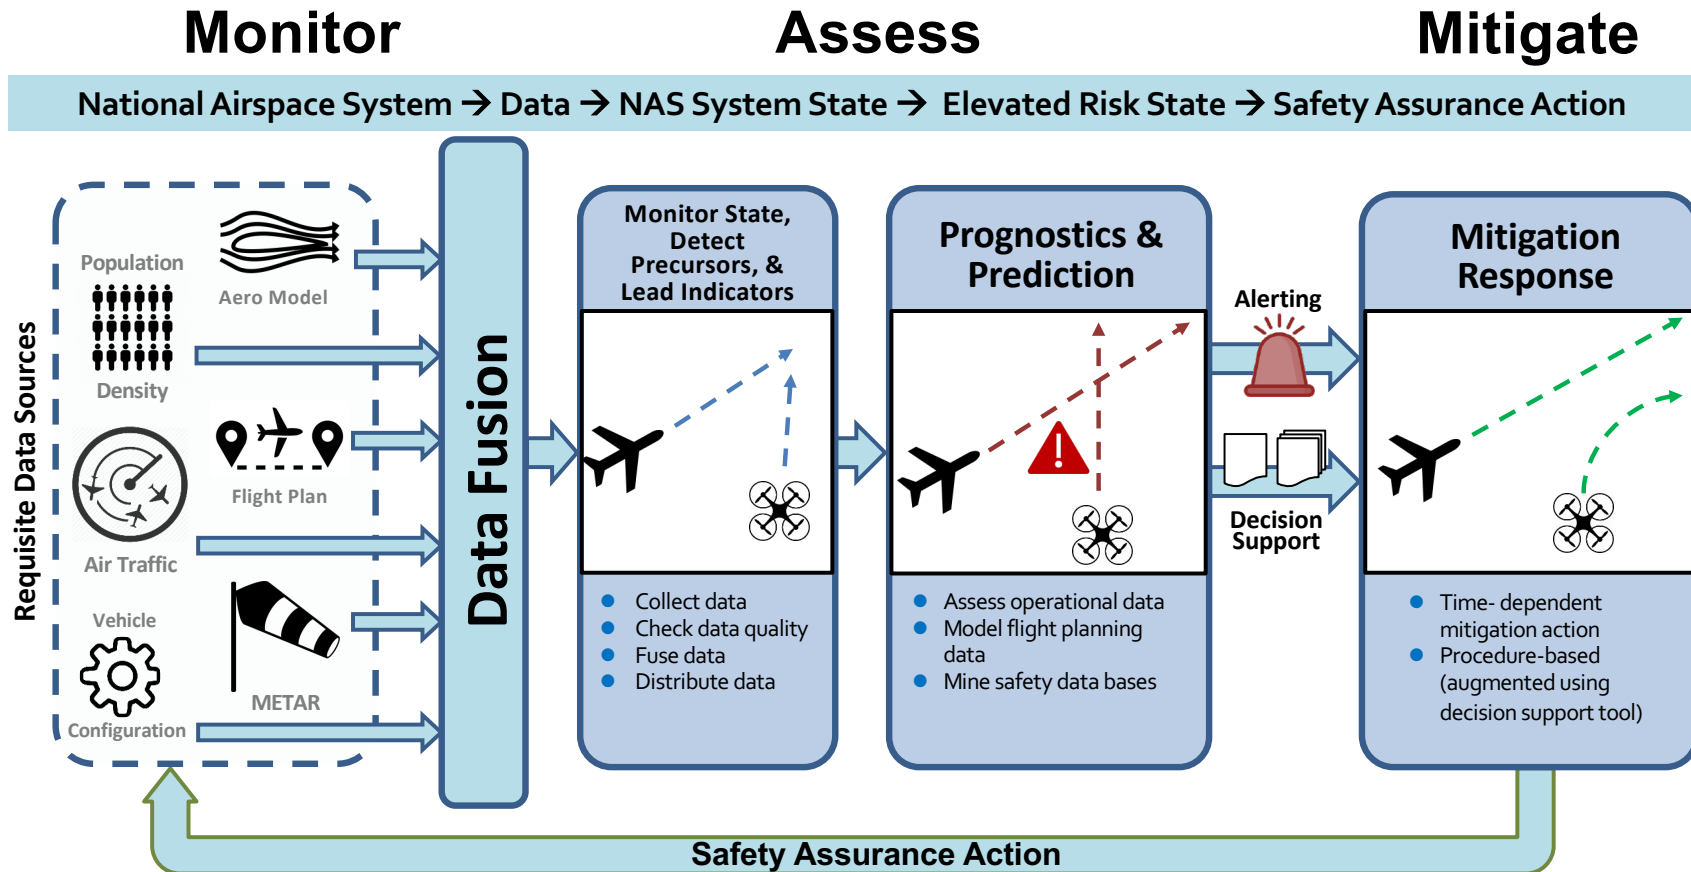 Monitor
Assess
Mitigate
National Airspace System → Data → NAS System State → Elevated Risk State → Safety Assurance Action
Requisite Data Sources
Population
Density
Aero Model
Flight Plan
Air Traffic
Vehicle
Configuration
METAR
Data Fusion
Monitor State,
Detect
Precursors, &
Lead Indicators
Collect data
Check data quality
Fuse data
Distribute data
Prognostics &
Prediction
Assess operational data
Model flight planning
data
Mine safety data bases
Alerting
Decision
Support
Mitigation
Response
Time- dependent
mitigation action
Procedure-based
(augmented using
decision support tool)
Safety Assurance Action